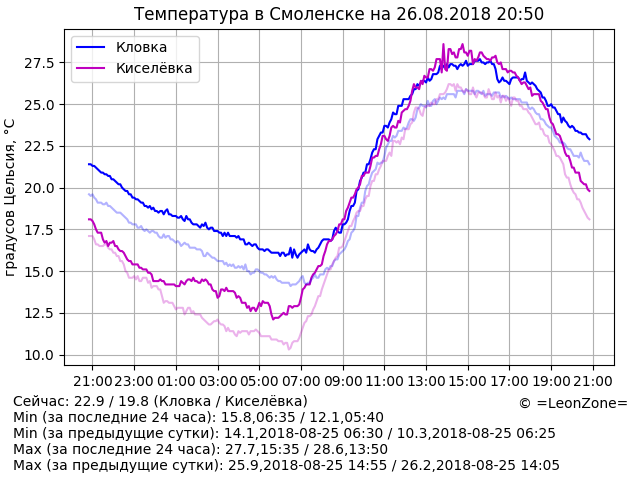 Температура в Смоленске на 26.08.2018 20:50
Кловка
Киселёвка
градусов Цельсия, °C
27.5
25.0
22.5
20.0
17.5
15.0
12.5
10.0
21:00 23:00 01:00 03:00 05:00 07:00 09:00 11:00 13:00 15:00 17:00 19:00 21:00
Сейчас: 22.9 / 19.8 (Кловка / Киселёвка)
© =LeonZone=
Min (за последние 24 часа): 15.8,06:35 / 12.1,05:40
Min (за предыдущие сутки): 14.1,2018-08-25 06:30 / 10.3,2018-08-25 06:25
Max (за последние 24 часа): 27.7,15:35 / 28.6,13:50
Max (за предыдущие сутки): 25.9,2018-08-25 14:55 / 26.2,2018-08-25 14:05